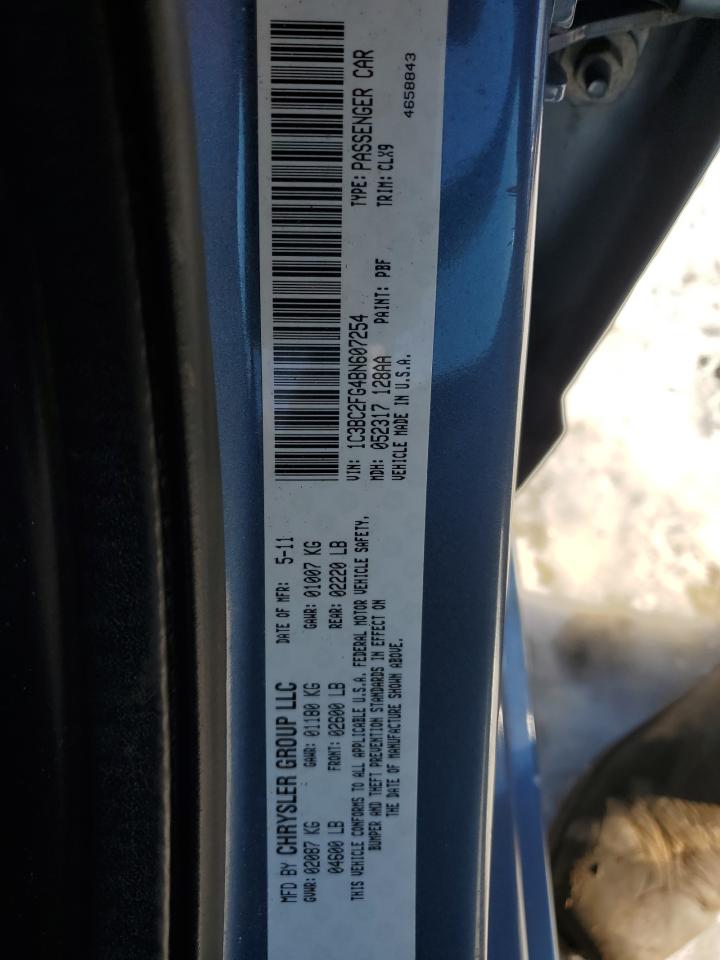 MFD BY CHRYSLER GROUP LLC DATE OF MFR: 5-11
GVWR: 02087 KG GAWR: 01180 KG GAWR: 01007 KG
04600 LB FRONT: 02600 LB REAR: 02220 LB
THIS VEHICLE CONFORMS TO ALL APPLICABLE U.S.A. FEDERAL MOTOR VEHICLE SAFETY,
BUMPER AND THEFT PREVENTION STANDARDS IN EFFECT ON
THE DATE OF MANUFACTURE SHOWN ABOVE.
VIN: 1C3BC2FG4BN607254 TYPE: PASSENGER CAR
MDH: 052317 128AA PAINT: PBF TRIM: CLX9
VEHICLE MADE IN U.S.A. 4658843